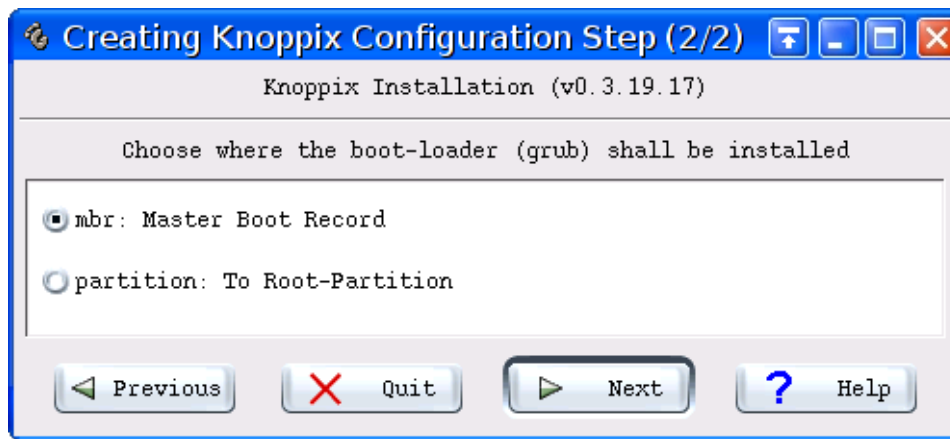 Creating Knoppix Configuration Step (2/2)
Knoppix Installation (v0.3.19.17)
Choose where the boot-loader (grub) shall be installed
mbr: Master Boot Record
partition: To Root-Partition
Previous Quit Next ? Help